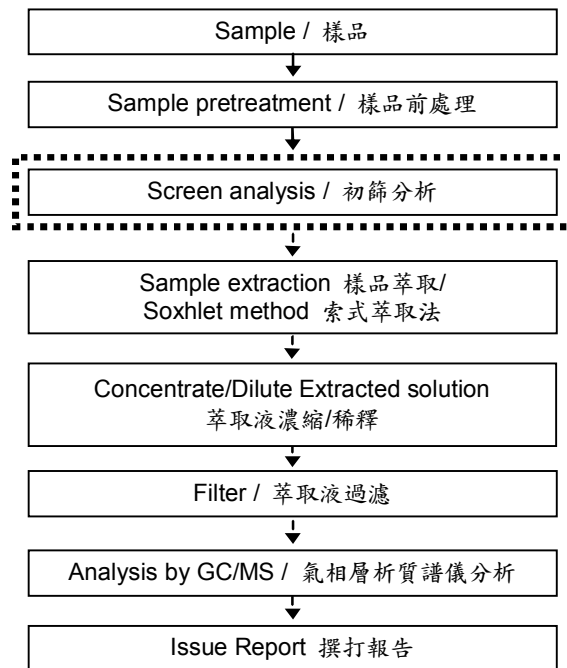 Sample / 樣品
Sample pretreatment / 樣品前處理
Screen analysis / 初篩分析
Sample extraction 樣品萃取/
Soxhlet method 索式萃取法
Concentrate/Dilute Extracted solution
萃取液濃縮/稀釋
Filter / 萃取液過濾
Analysis by GC/MS / 氣相層析質譜儀分析
Issue Report 撰打報告